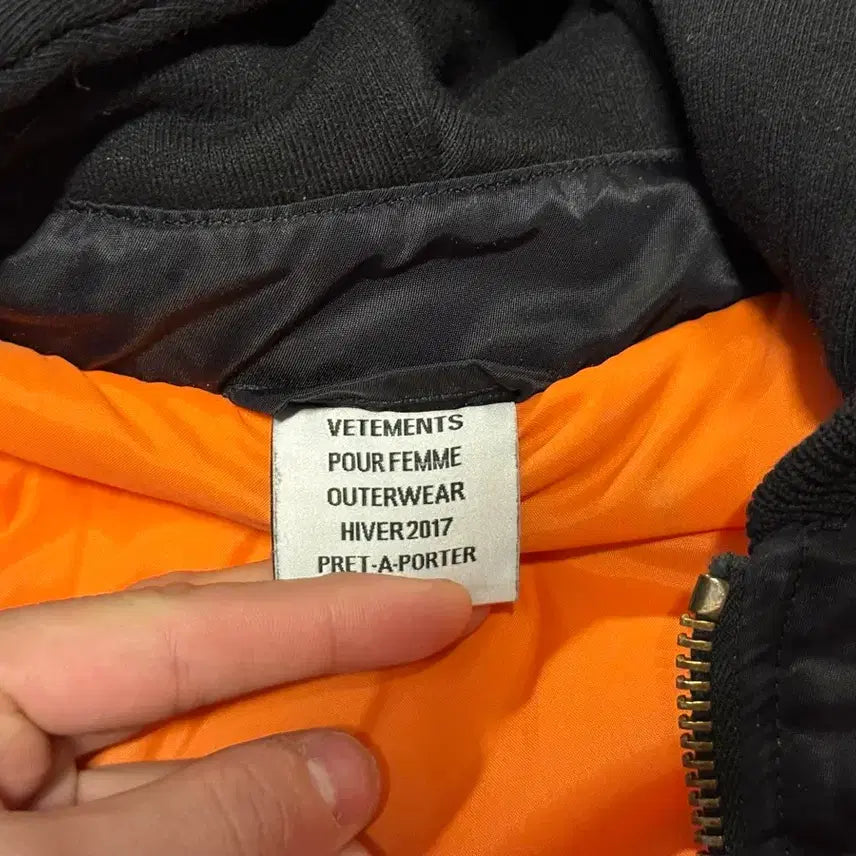 VETEMENTS
POUR FEMME
OUTERWEAR
HIVER 2017
PRET-A-PORTER